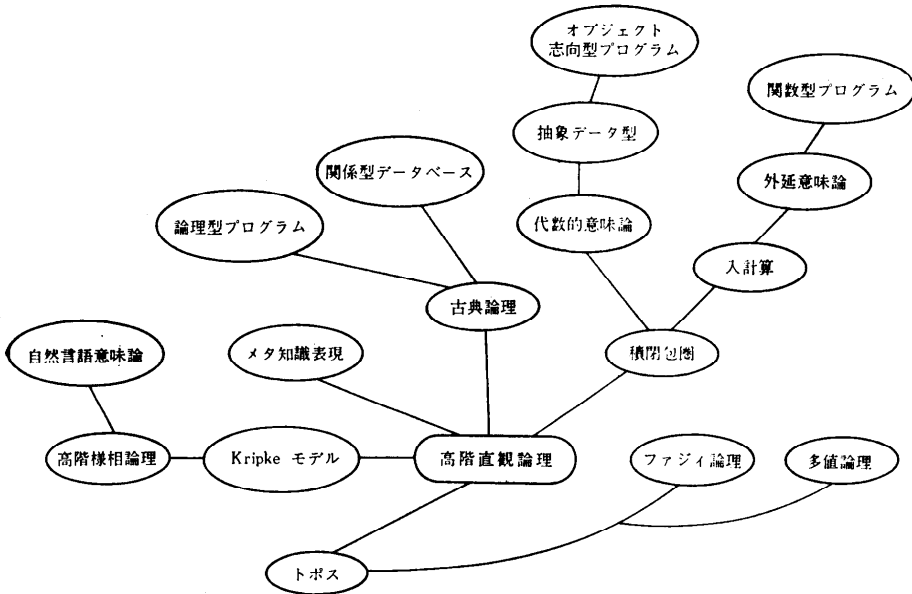 オブジェクト
志向型プログラム
関数型プログラム
抽象データ型
関係型データベース
外延意味論
論理型プログラム
代数的意味論
入計算
古典論理
自然言語意味論
メタ知識表現
積閉包圏
高階様相論理
Kripke モデル
高階直観論理
ファジィ論理
多値論理
トポス